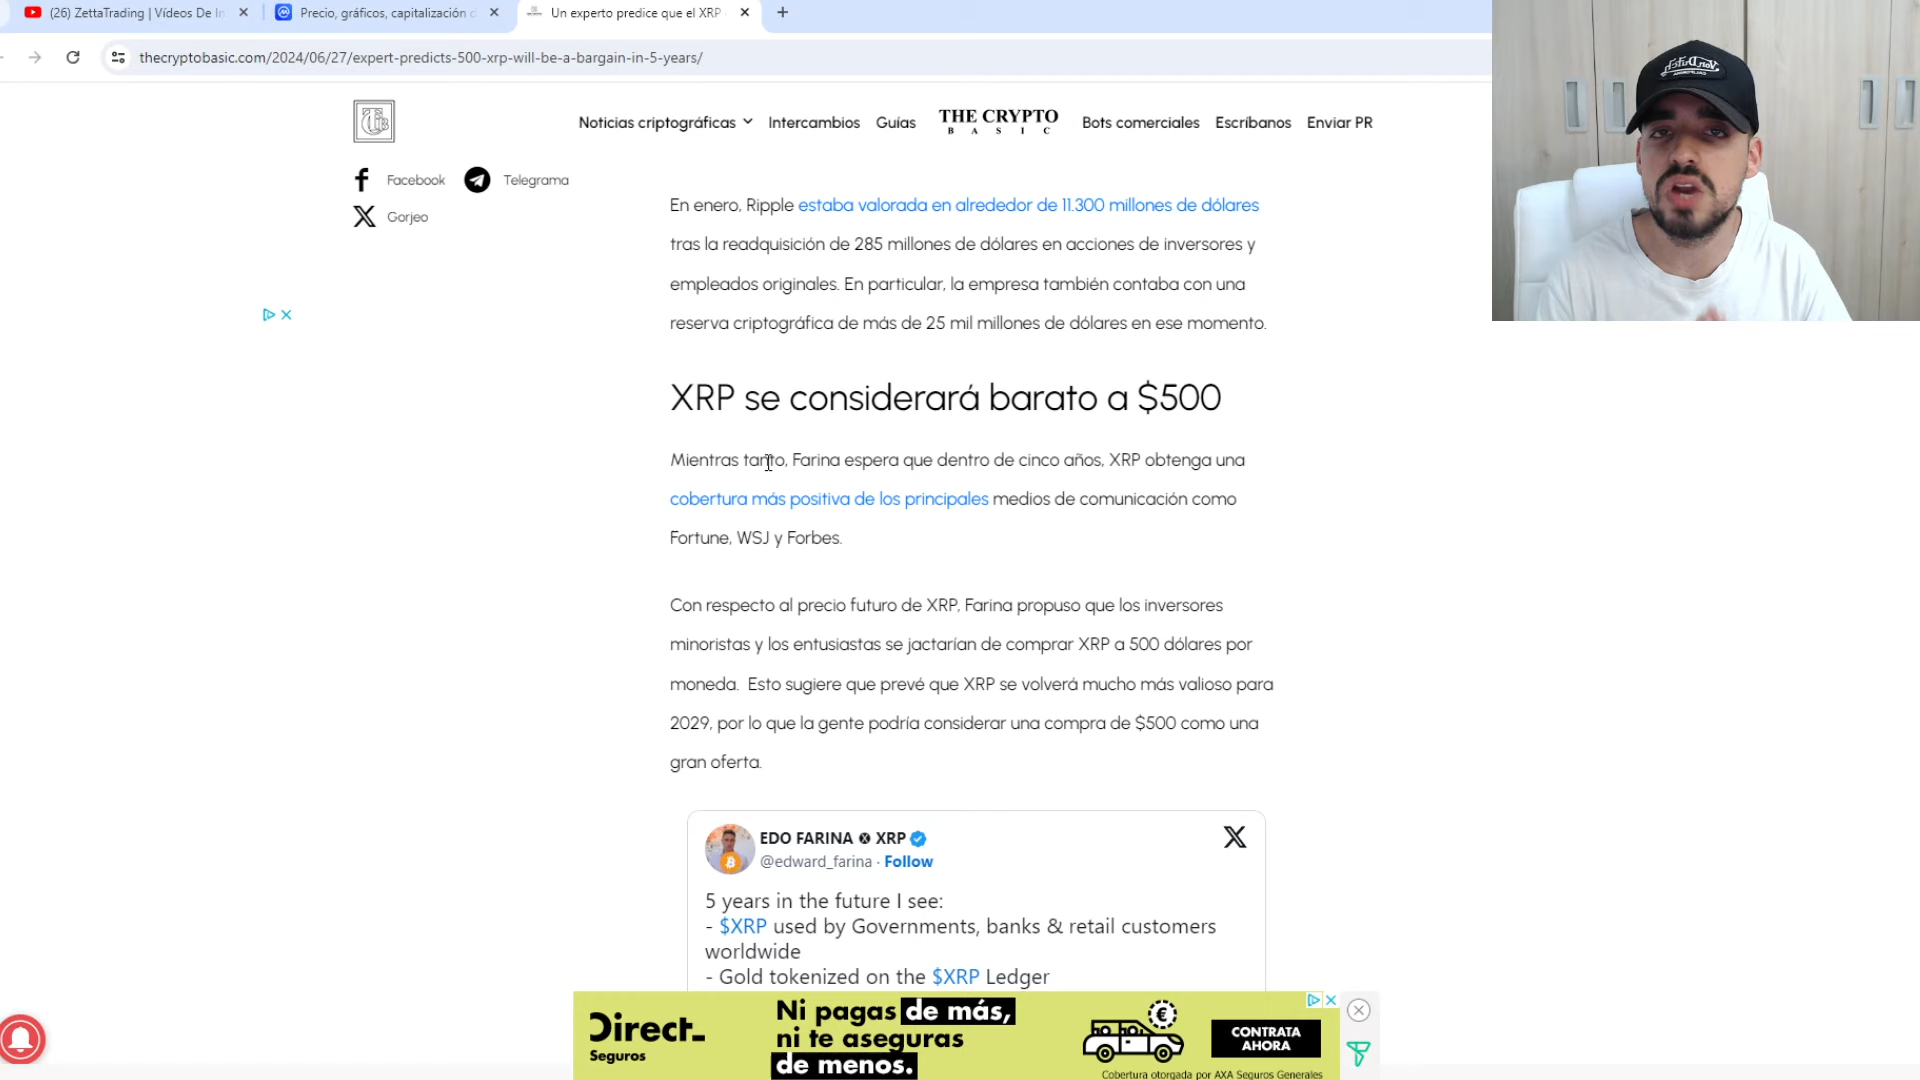 (26) ZettaTrading | Vídeos De In
Precio, gráficos, capitalización d
Un experto predice que el XRP
thecryptobasic.com/2024/06/27/expert-predicts-500-xrp-will-be-a-bargain-in-5-years/
Noticias criptográficas
Intercambios
Guías
THE CRYPTO
BASIC
Bots comerciales
Escríbanos
Enviar PR
Facebook
Telegrama
Gorjeo
En enero, Ripple estaba valorada en alrededor de 11.300 millones de dólares
tras la readquisición de 285 millones de dólares en acciones de inversores y
empleados originales. En particular, la empresa también contaba con una
reserva criptográfica de más de 25 mil millones de dólares en ese momento.
XRP se considerará barato a $500
Mientras tanto, Farina espera que dentro de cinco años, XRP obtenga una
cobertura más positiva de los principales medios de comunicación como
Fortune, WSJ y Forbes.
Con respecto al precio futuro de XRP, Farina propuso que los inversores
minoristas y los entusiastas se jactarían de comprar XRP a 500 dólares por
moneda. Esto sugiere que prevé que XRP se volverá mucho más valioso para
2029, por lo que la gente podría considerar una compra de $500 como una
gran oferta.
EDO FARINA XRP
@edward_farina · Follow
5 years in the future I see:
- $XRP used by Governments, banks & retail customers
worldwide
- Gold tokenized on the $XRP Ledger
Direct
Seguros
Ni pagas de más,
ni te aseguras
de menos.
CONTRATA
AHORA
Cobertura otorgada por AXA Seguros Generales